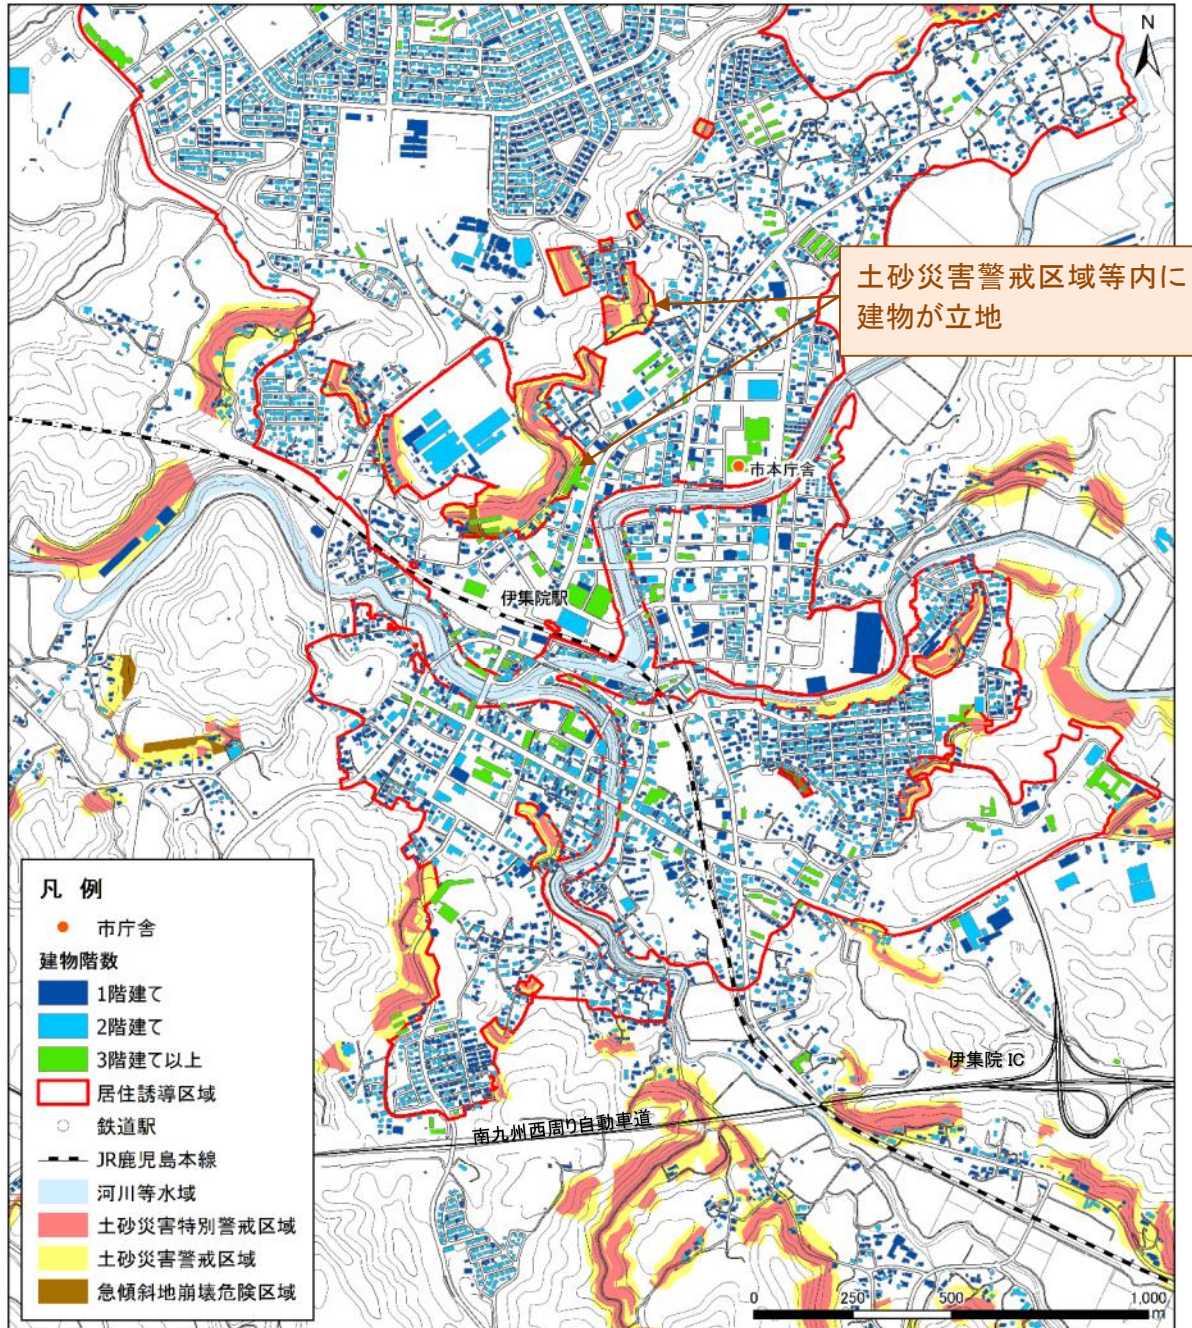 N
土砂災害警戒区域等内に
建物が立地
市本庁舎
伊集院駅
凡 例
市庁舎
建物階数
1階建て
2階建て
3階建て以上
居住誘導区域
鉄道駅
JR鹿児島本線
河川等水域
土砂災害特別警戒区域
土砂災害警戒区域
急傾斜地崩壊危険区域
伊集院 IC
南九州西周り自動車道
0 250 500 1,000
m